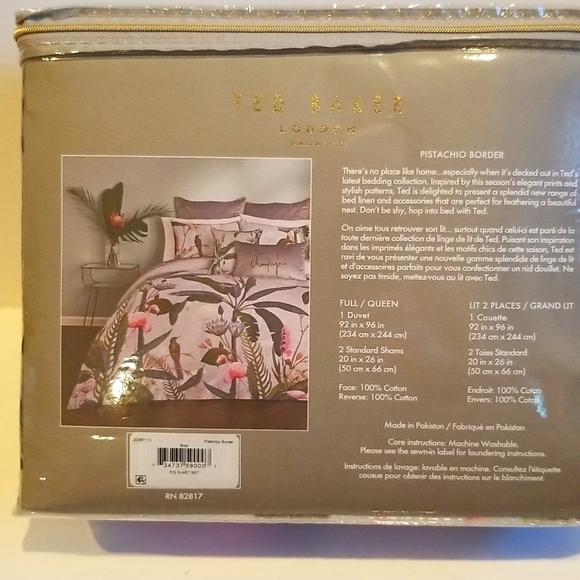 TED BAKER
LONDON
PISTACHIO BORDER
There's no place like home...especially when it's decked out in Ted's
latest bedding collection. Inspired by this season's elegant prints and
stylish patterns, Ted is delighted to present a splendid new range of
bed linen and accessories that are perfect for feathering a beautiful
nest. Don't be shy, hop into bed with Ted.
On aime tous retrouver son lit... surtout quand celui-ci est paré de la
toute dernière collection de linge de lit de Ted. Puisant son inspiration
dans les imprimés élégants et les motifs chics de cette saison, Ted est
ravi de vous présenter une nouvelle gamme splendide de linge de lit
et d'accessoires parfaits pour vous confectionner un nid douillet. Ne
soyez pas timide, mettez-vous au lit avec Ted.
champagne
FULL / QUEEN
1 Duvet
92 in x 96 in
(234 cm x 244 cm)
2 Standard Shams
20 in x 26 in
(50 cm x 66 cm)
Face: 100% Cotton
Reverse: 100% Cotton
LIT 2 PLACES / GRAND LIT
1 Couette
92 in x 96 in
(234 cm x 244 cm)
2 Taies Standard
20 in x 26 in
(50 cm x 66 cm)
Endroit: 100% Coton
Envers: 100% Coton
Made in Pakistan / Fabriqué en Pakistan
Care instructions: Machine Washable.
Please see the sewn-in label for laundering instructions.
Instructions de lavage: lavable en machine. Consultez l'étiquette
cousue pour obtenir des instructions sur le blanchiment.
Grey
Pistachio Border
7 34737 59000 1
F/Q DUVET SET
RN 82817